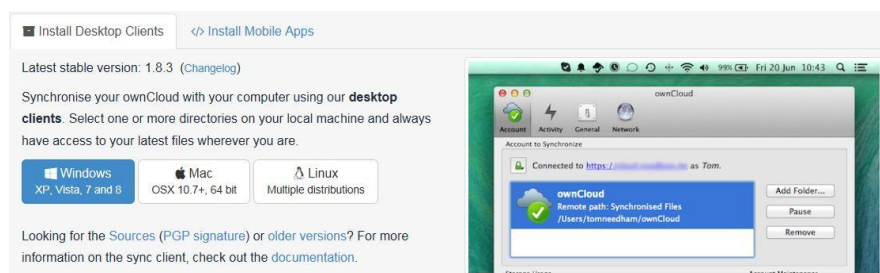 Install Desktop Clients
</> Install Mobile Apps
Latest stable version: 1.8.3 (Changelog)
Synchronise your ownCloud with your computer using our desktop
clients. Select one or more directories on your local machine and always
have access to your latest files wherever you are.
Windows
XP, Vista, 7 and 8
Mac
OSX 10.7+, 64 bit
Linux
Multiple distributions
Looking for the Sources (PGP signature) or older versions? For more
information on the sync client, check out the documentation.
99% Fri 20 Jun 10:43
ownCloud
Account Activity General Network
Account to Synchronize
Connected to https:/ as Tom.
ownCloud
Remote path: Synchronised Files
/Users/tomneedham/ownCloud
Add Folder...
Pause
Remove
Storage Usage
Account Maintenance